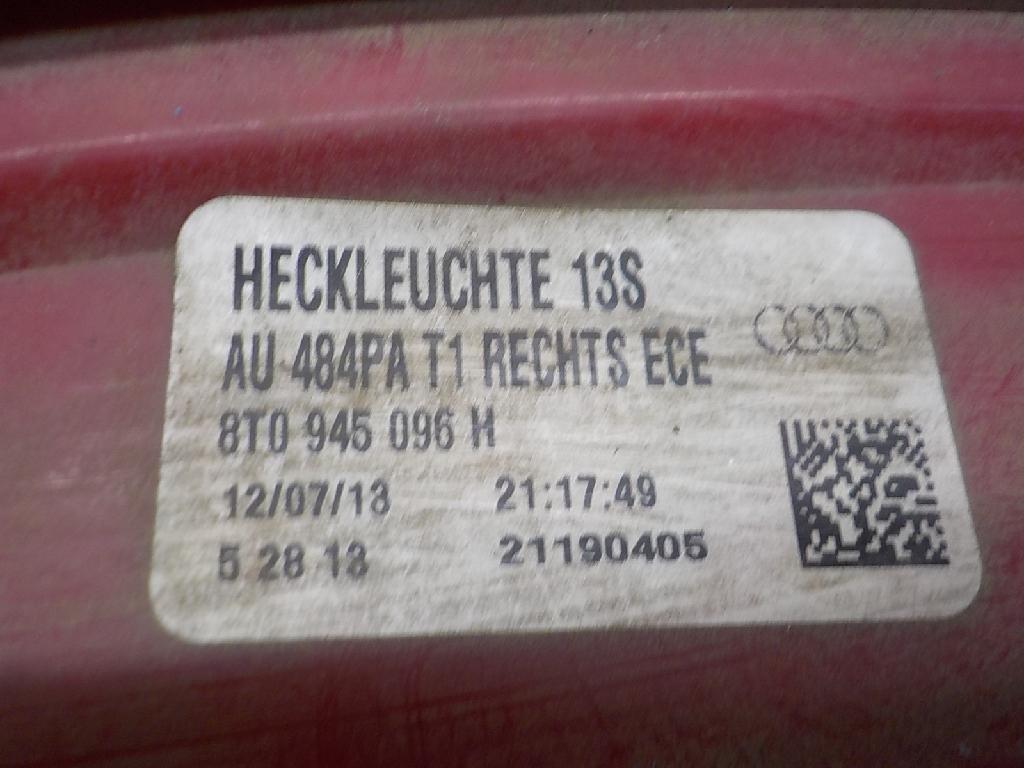 HECKLEUCHTE 13S
AU 484PA T1 RECHTS ECE
8T0 945 096 H
12/07/13 21:17:49
5 28 13 21190405